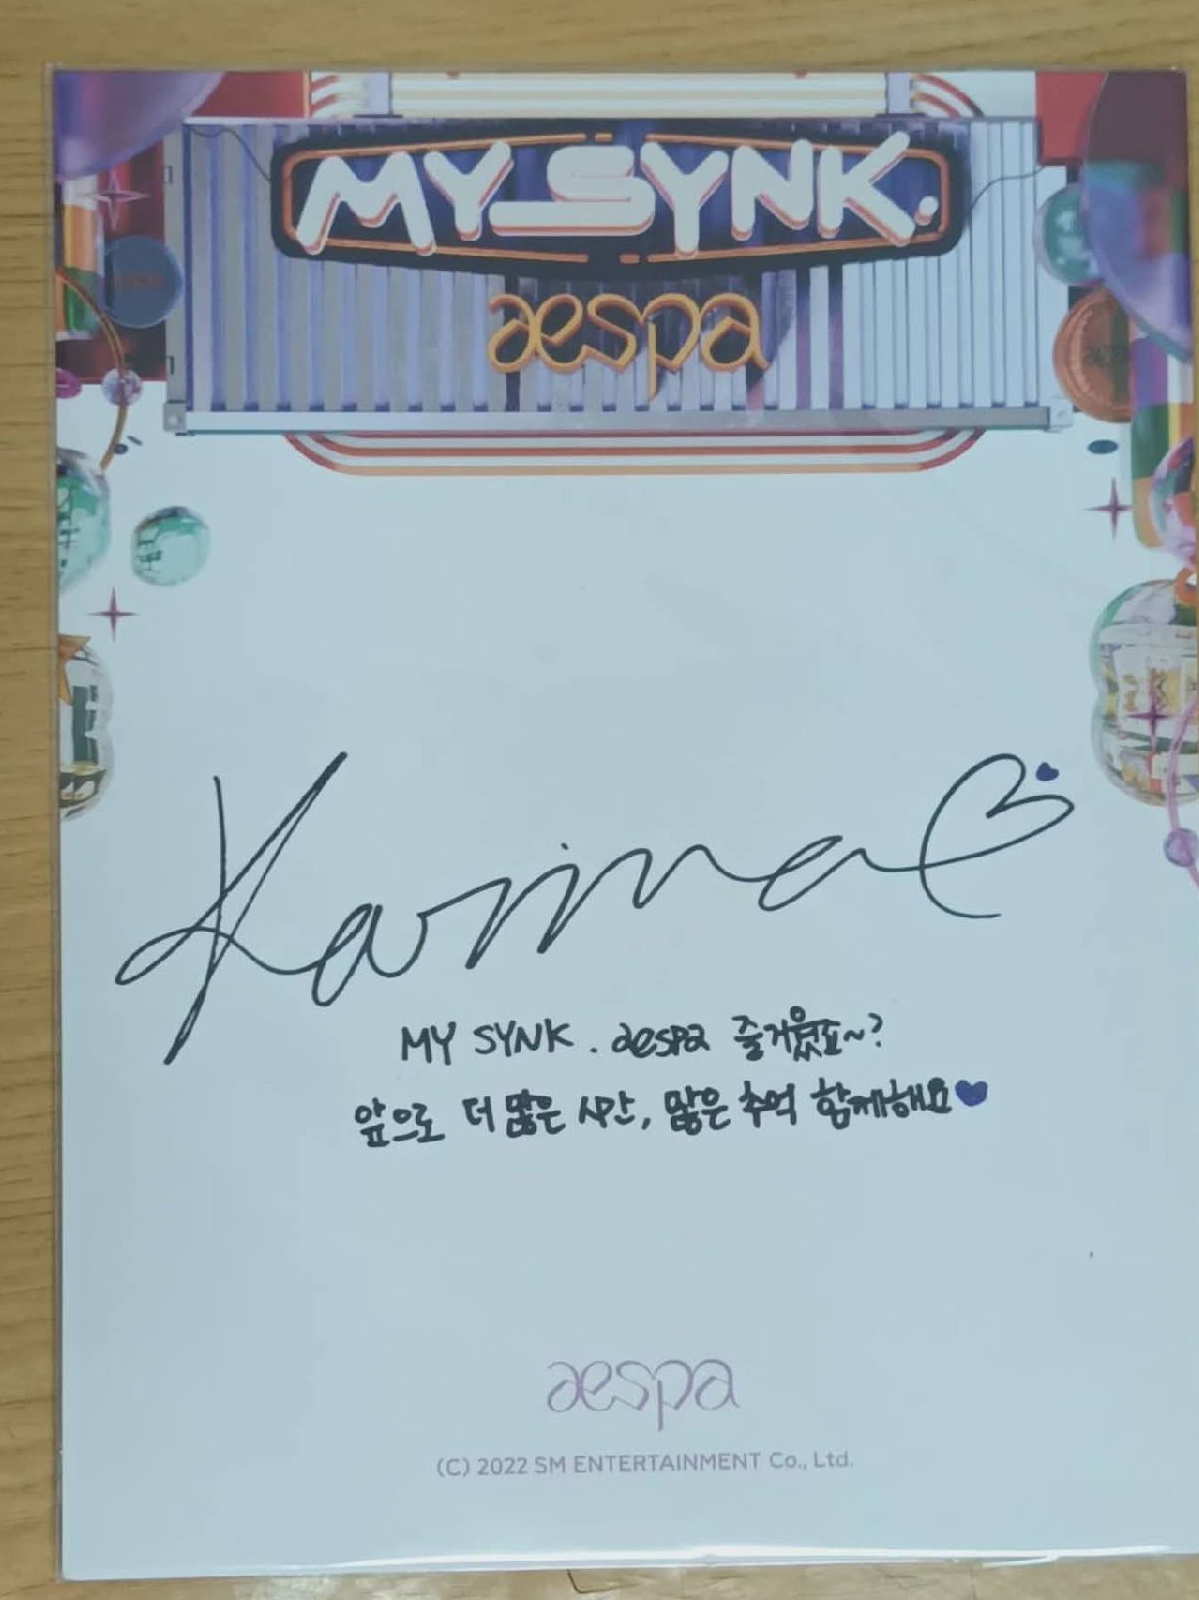 MY SYNK.
aespa
Karina
MY SYNK. aespa 즐거웠죠~?
앞으로 더 많은 시간, 많은 추억 함께해요♥
aespa
(C) 2022 SM ENTERTAINMENT Co., Ltd.